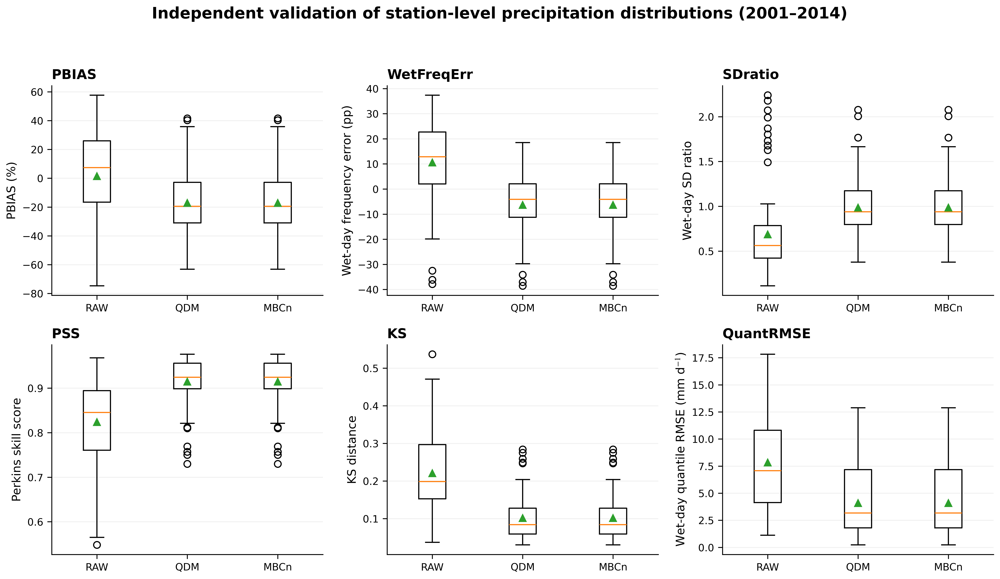 Independent validation of station-level precipitation distributions (2001–2014)
PBIAS
PBIAS (%)
60
40
20
0
−20
−40
−60
−80
RAW
QDM
MBCn
WetFreqErr
Wet-day frequency error (pp)
40
30
20
10
0
−10
−20
−30
−40
RAW
QDM
MBCn
SDratio
Wet-day SD ratio
2.0
1.5
1.0
0.5
RAW
QDM
MBCn
PSS
Perkins skill score
0.9
0.8
0.7
0.6
RAW
QDM
MBCn
KS
KS distance
0.5
0.4
0.3
0.2
0.1
RAW
QDM
MBCn
QuantRMSE
Wet-day quantile RMSE (mm d⁻¹)
17.5
15.0
12.5
10.0
7.5
5.0
2.5
0.0
RAW
QDM
MBCn